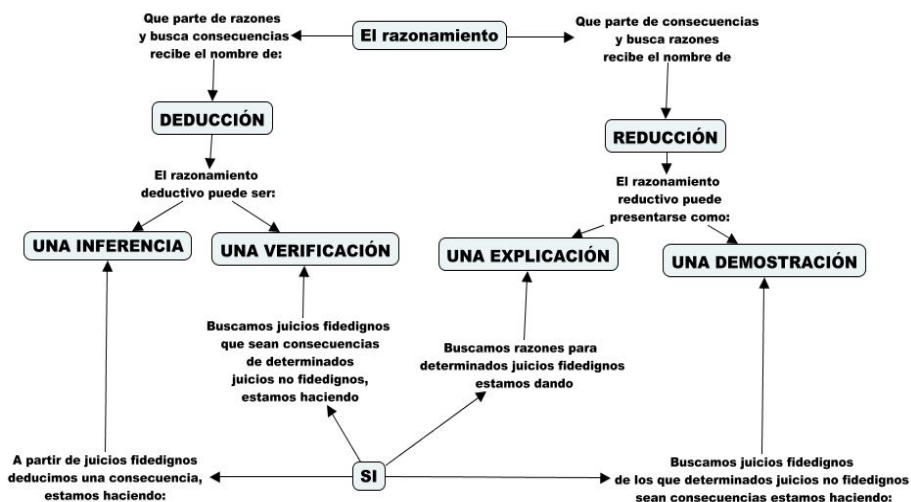 Que parte de razones
y busca consecuencias
recibe el nombre de:
El razonamiento
Que parte de consecuencias
y busca razones
recibe el nombre de
DEDUCCIÓN
REDUCCIÓN
El razonamiento
deductivo puede ser:
El razonamiento
reductivo puede
presentarse como:
UNA INFERENCIA
UNA VERIFICACIÓN
UNA EXPLICACIÓN
UNA DEMOSTRACIÓN
Buscamos juicios fidedignos
que sean consecuencias
de determinados
juicios no fidedignos,
estamos haciendo
Buscamos razones para
determinados juicios fidedignos
estamos dando
A partir de juicios fidedignos
deducimos una consecuencia,
estamos haciendo:
SI
Buscamos juicios fidedignos
de los que determinados juicios no fidedignos
sean consecuencias estamos haciendo: